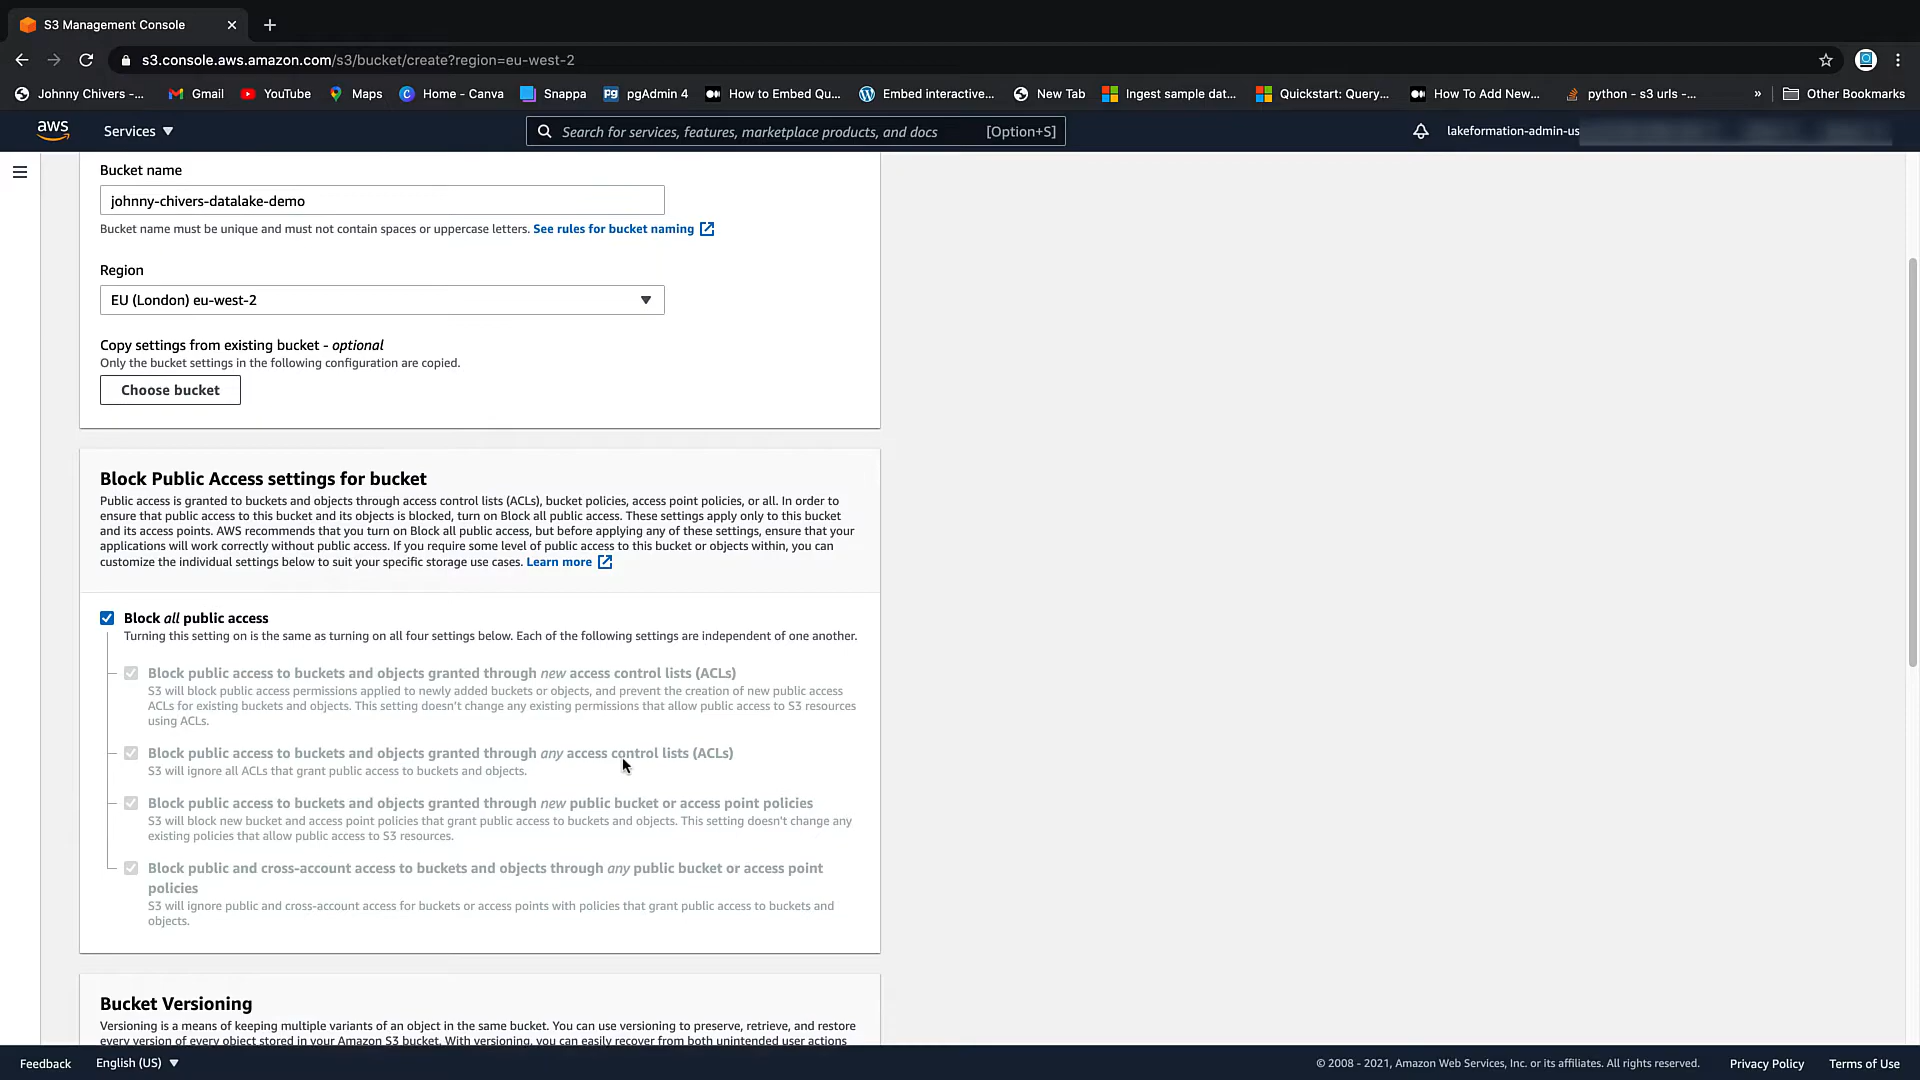 S3 Management Console
s3.console.aws.amazon.com/s3/bucket/create?region=eu-west-2
Johnny Chivers -... Gmail YouTube Maps Home - Canva Snappa pgAdmin 4 How to Embed Qu... Embed interactive... New Tab Ingest sample dat... Quickstart: Query,... How To Add New... python - s3 urls -... » Other Bookmarks
aws Services Search for services, features, marketplace products, and docs [Option+S] lakeformation-admin-us
Bucket name
johnny-chivers-datalake-demo
Bucket name must be unique and must not contain spaces or uppercase letters. See rules for bucket naming
Region
EU (London) eu-west-2
Copy settings from existing bucket - optional
Only the bucket settings in the following configuration are copied.
Choose bucket
Block Public Access settings for bucket
Public access is granted to buckets and objects through access control lists (ACLs), bucket policies, access point policies, or all. In order to
ensure that public access to this bucket and its objects is blocked, turn on Block all public access. These settings apply only to this bucket
and its access points. AWS recommends that you turn on Block all public access, but before applying any of these settings, ensure that your
applications will work correctly without public access. If you require some level of public access to this bucket or objects within, you can
customize the individual settings below to suit your specific storage use cases. Learn more
Block all public access
Turning this setting on is the same as turning on all four settings below. Each of the following settings are independent of one another.
Block public access to buckets and objects granted through new access control lists (ACLs)
S3 will block public access permissions applied to newly added buckets or objects, and prevent the creation of new public access
ACLs for existing buckets and objects. This setting doesn't change any existing permissions that allow public access to S3 resources
using ACLs.
Block public access to buckets and objects granted through any access control lists (ACLs)
S3 will ignore all ACLs that grant public access to buckets and objects.
Block public access to buckets and objects granted through new public bucket or access point policies
S3 will block new bucket and access point policies that grant public access to buckets and objects. This setting doesn't change any
existing policies that allow public access to S3 resources.
Block public and cross-account access to buckets and objects through any public bucket or access point
policies
S3 will ignore public and cross-account access for buckets or access points with policies that grant public access to buckets and
objects.
Bucket Versioning
Versioning is a means of keeping multiple variants of an object in the same bucket. You can use versioning to preserve, retrieve, and restore
every version of every object stored in your Amazon S3 bucket. With versioning, you can easily recover from both unintended user actions
Feedback English (US) © 2008 - 2021, Amazon Web Services, Inc. or its affiliates. All rights reserved. Privacy Policy Terms of Use